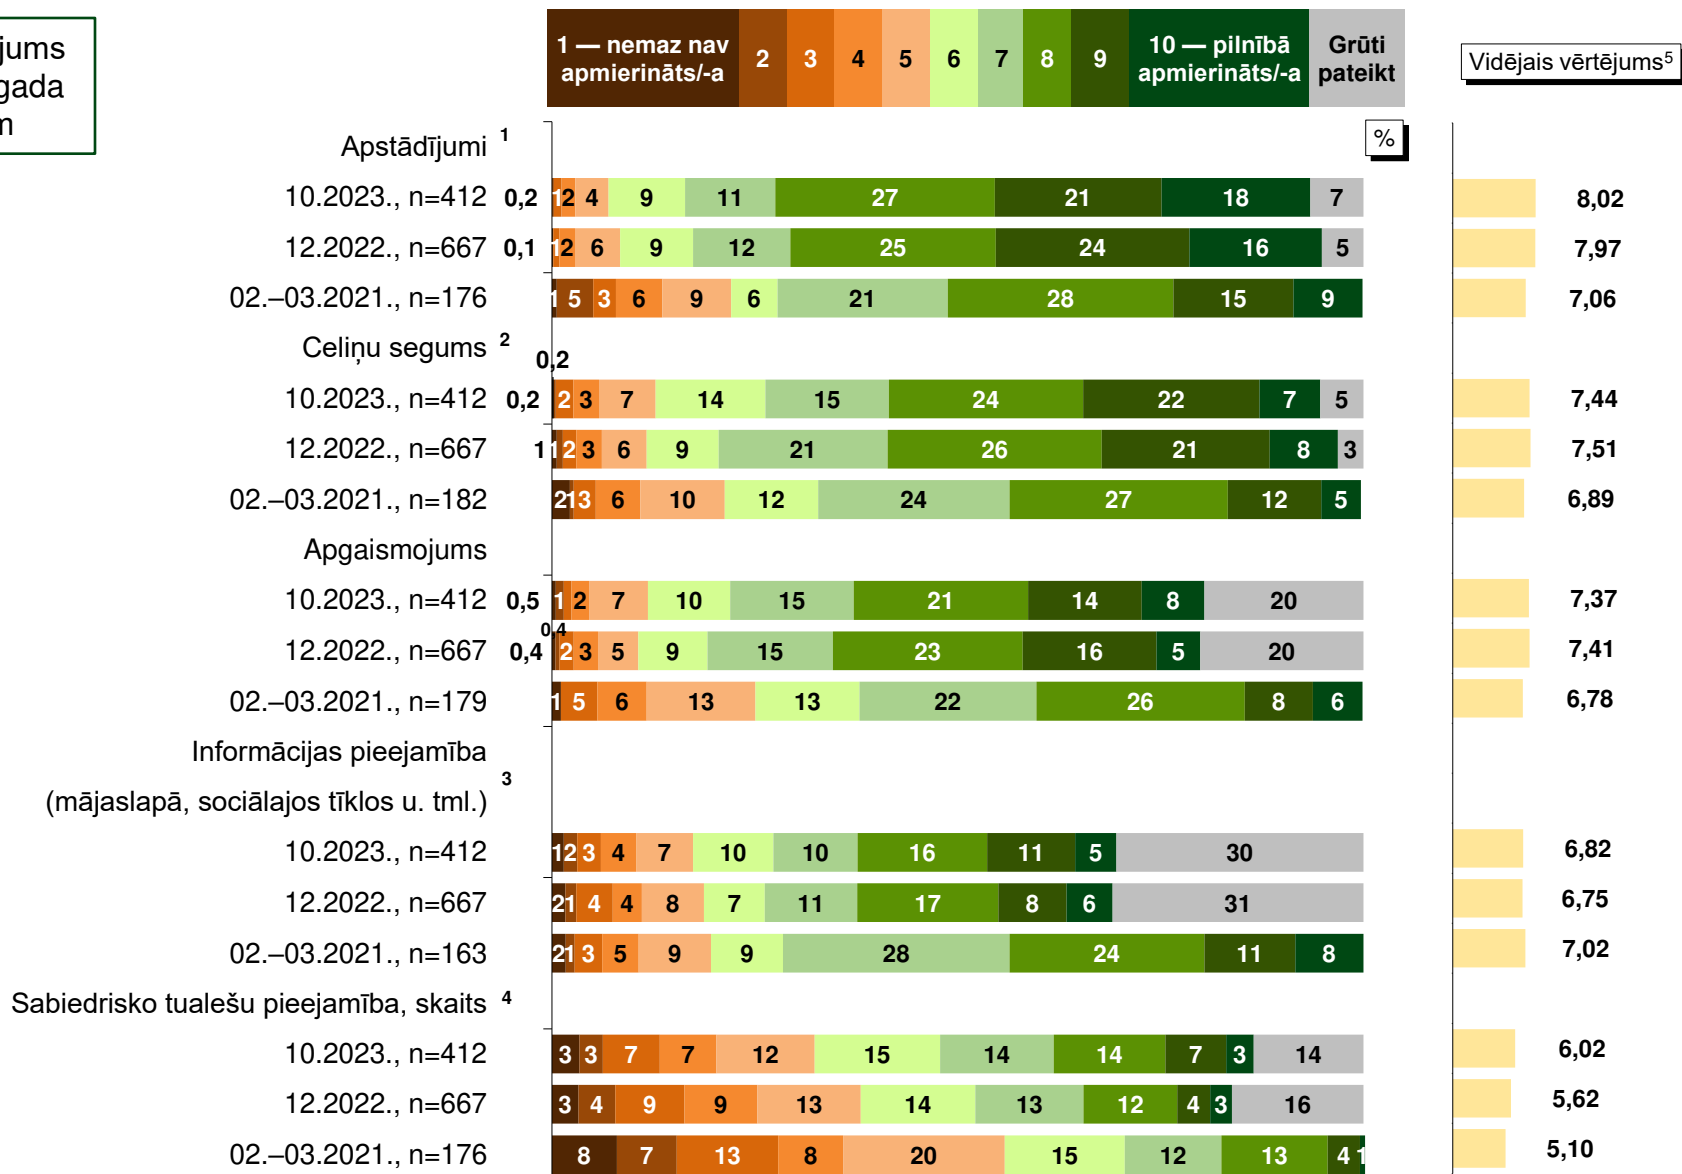 jums
gada
m
1 — nemaz nav apmierināts/-a 2 3 4 5 6 7 8 9 10 — pilnībā apmierināts/-a Grūti pateikt
Vidējais vērtējums5
%
Apstādījumi 1
10.2023., n=412 0,2 1 2 4 9 11 27 21 18 7 8,02
12.2022., n=667 0,1 1 2 6 9 12 25 24 16 5 7,97
02.–03.2021., n=176 1 5 3 6 9 6 21 28 15 9 7,06
Celiņu segums 2
0,2
10.2023., n=412 0,2 2 3 7 14 15 24 22 7 5 7,44
12.2022., n=667 1 1 2 3 6 9 21 26 21 8 3 7,51
02.–03.2021., n=182 2 1 3 6 10 12 24 27 12 5 6,89
Apgaismojums
10.2023., n=412 0,5 1 2 7 10 15 21 14 8 20 7,37
0,4
12.2022., n=667 0,4 2 3 5 9 15 23 16 5 20 7,41
02.–03.2021., n=179 1 5 6 13 13 22 26 8 6 6,78
Informācijas pieejamība
(mājaslapā, sociālajos tīklos u. tml.) 3
10.2023., n=412 1 2 3 4 7 10 10 16 11 5 30 6,82
12.2022., n=667 2 1 4 4 8 7 11 17 8 6 31 6,75
02.–03.2021., n=163 2 1 3 5 9 9 28 24 11 8 7,02
Sabiedrisko tualešu pieejamība, skaits 4
10.2023., n=412 3 3 7 7 12 15 14 14 7 3 14 6,02
12.2022., n=667 3 4 9 9 13 14 13 12 4 3 16 5,62
02.–03.2021., n=176 8 7 13 8 20 15 12 13 4 1 5,10